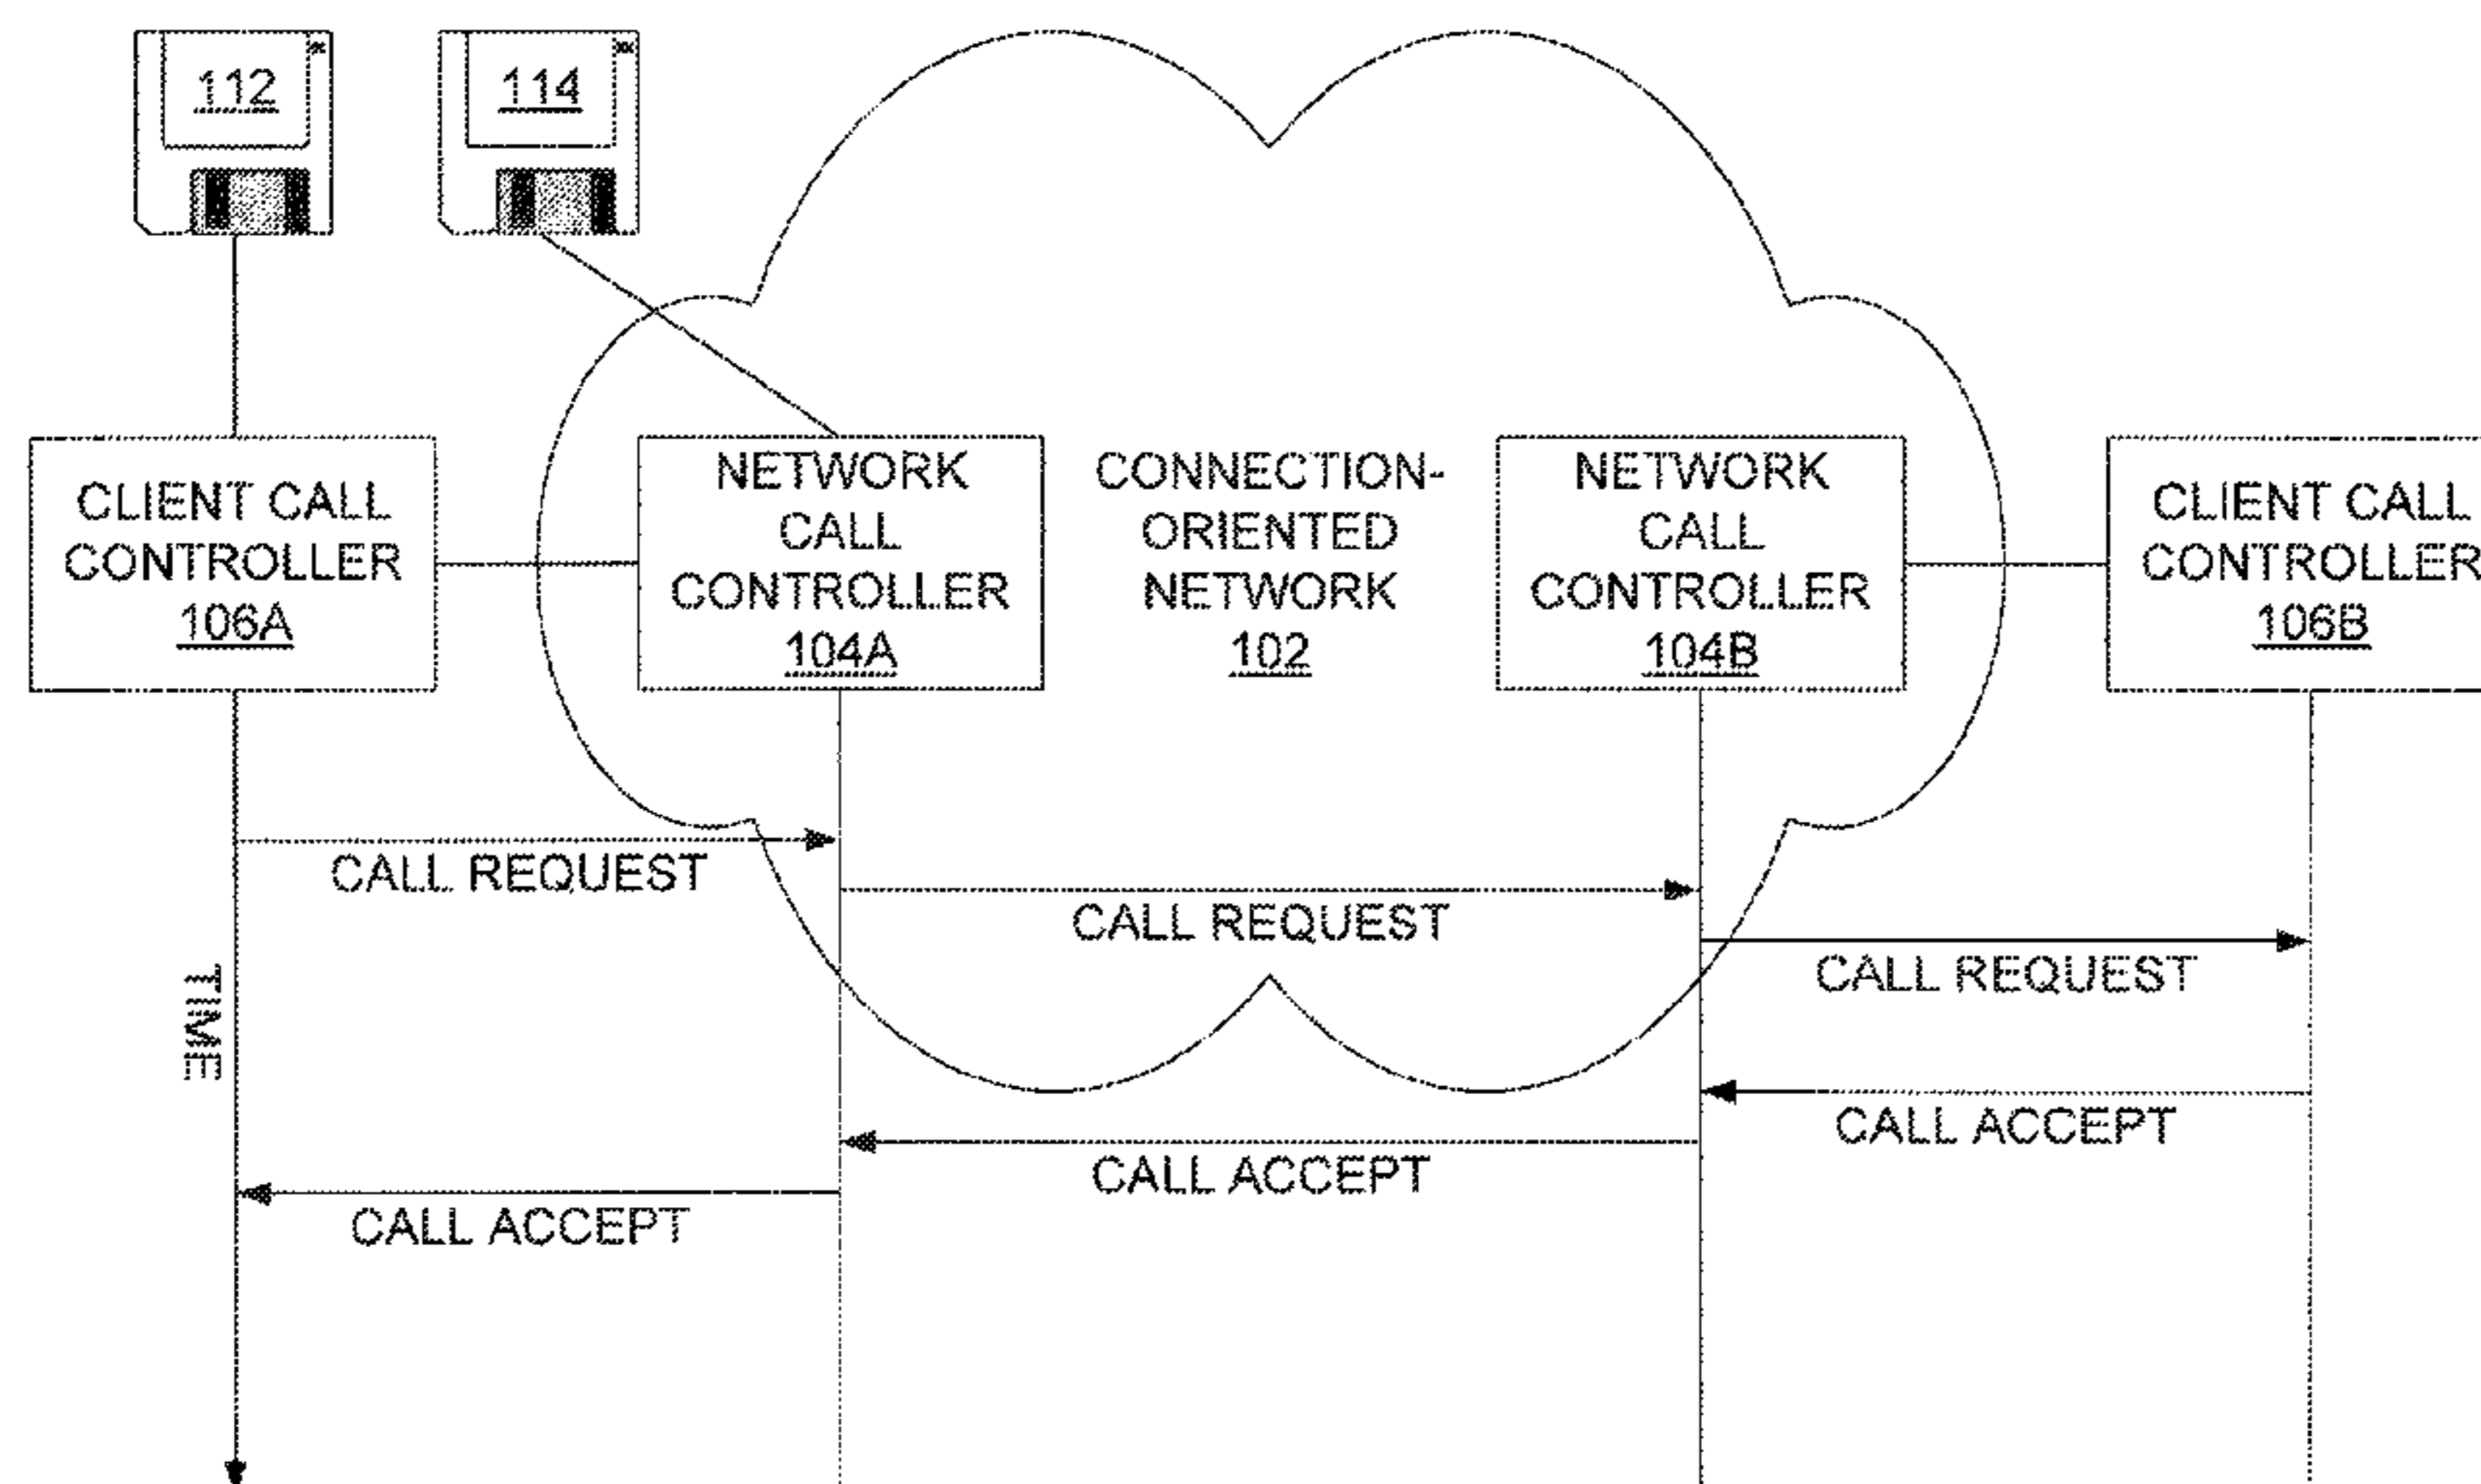 112
114
CLIENT CALL
CONTROLLER
106A
NETWORK
CALL
CONTROLLER
104A
CONNECTION-
ORIENTED
NETWORK
102
NETWORK
CALL
CONTROLLER
104B
CLIENT CALL
CONTROLLER
106B
CALL REQUEST
CALL REQUEST
CALL REQUEST
TIME
CALL ACCEPT
CALL ACCEPT
CALL ACCEPT